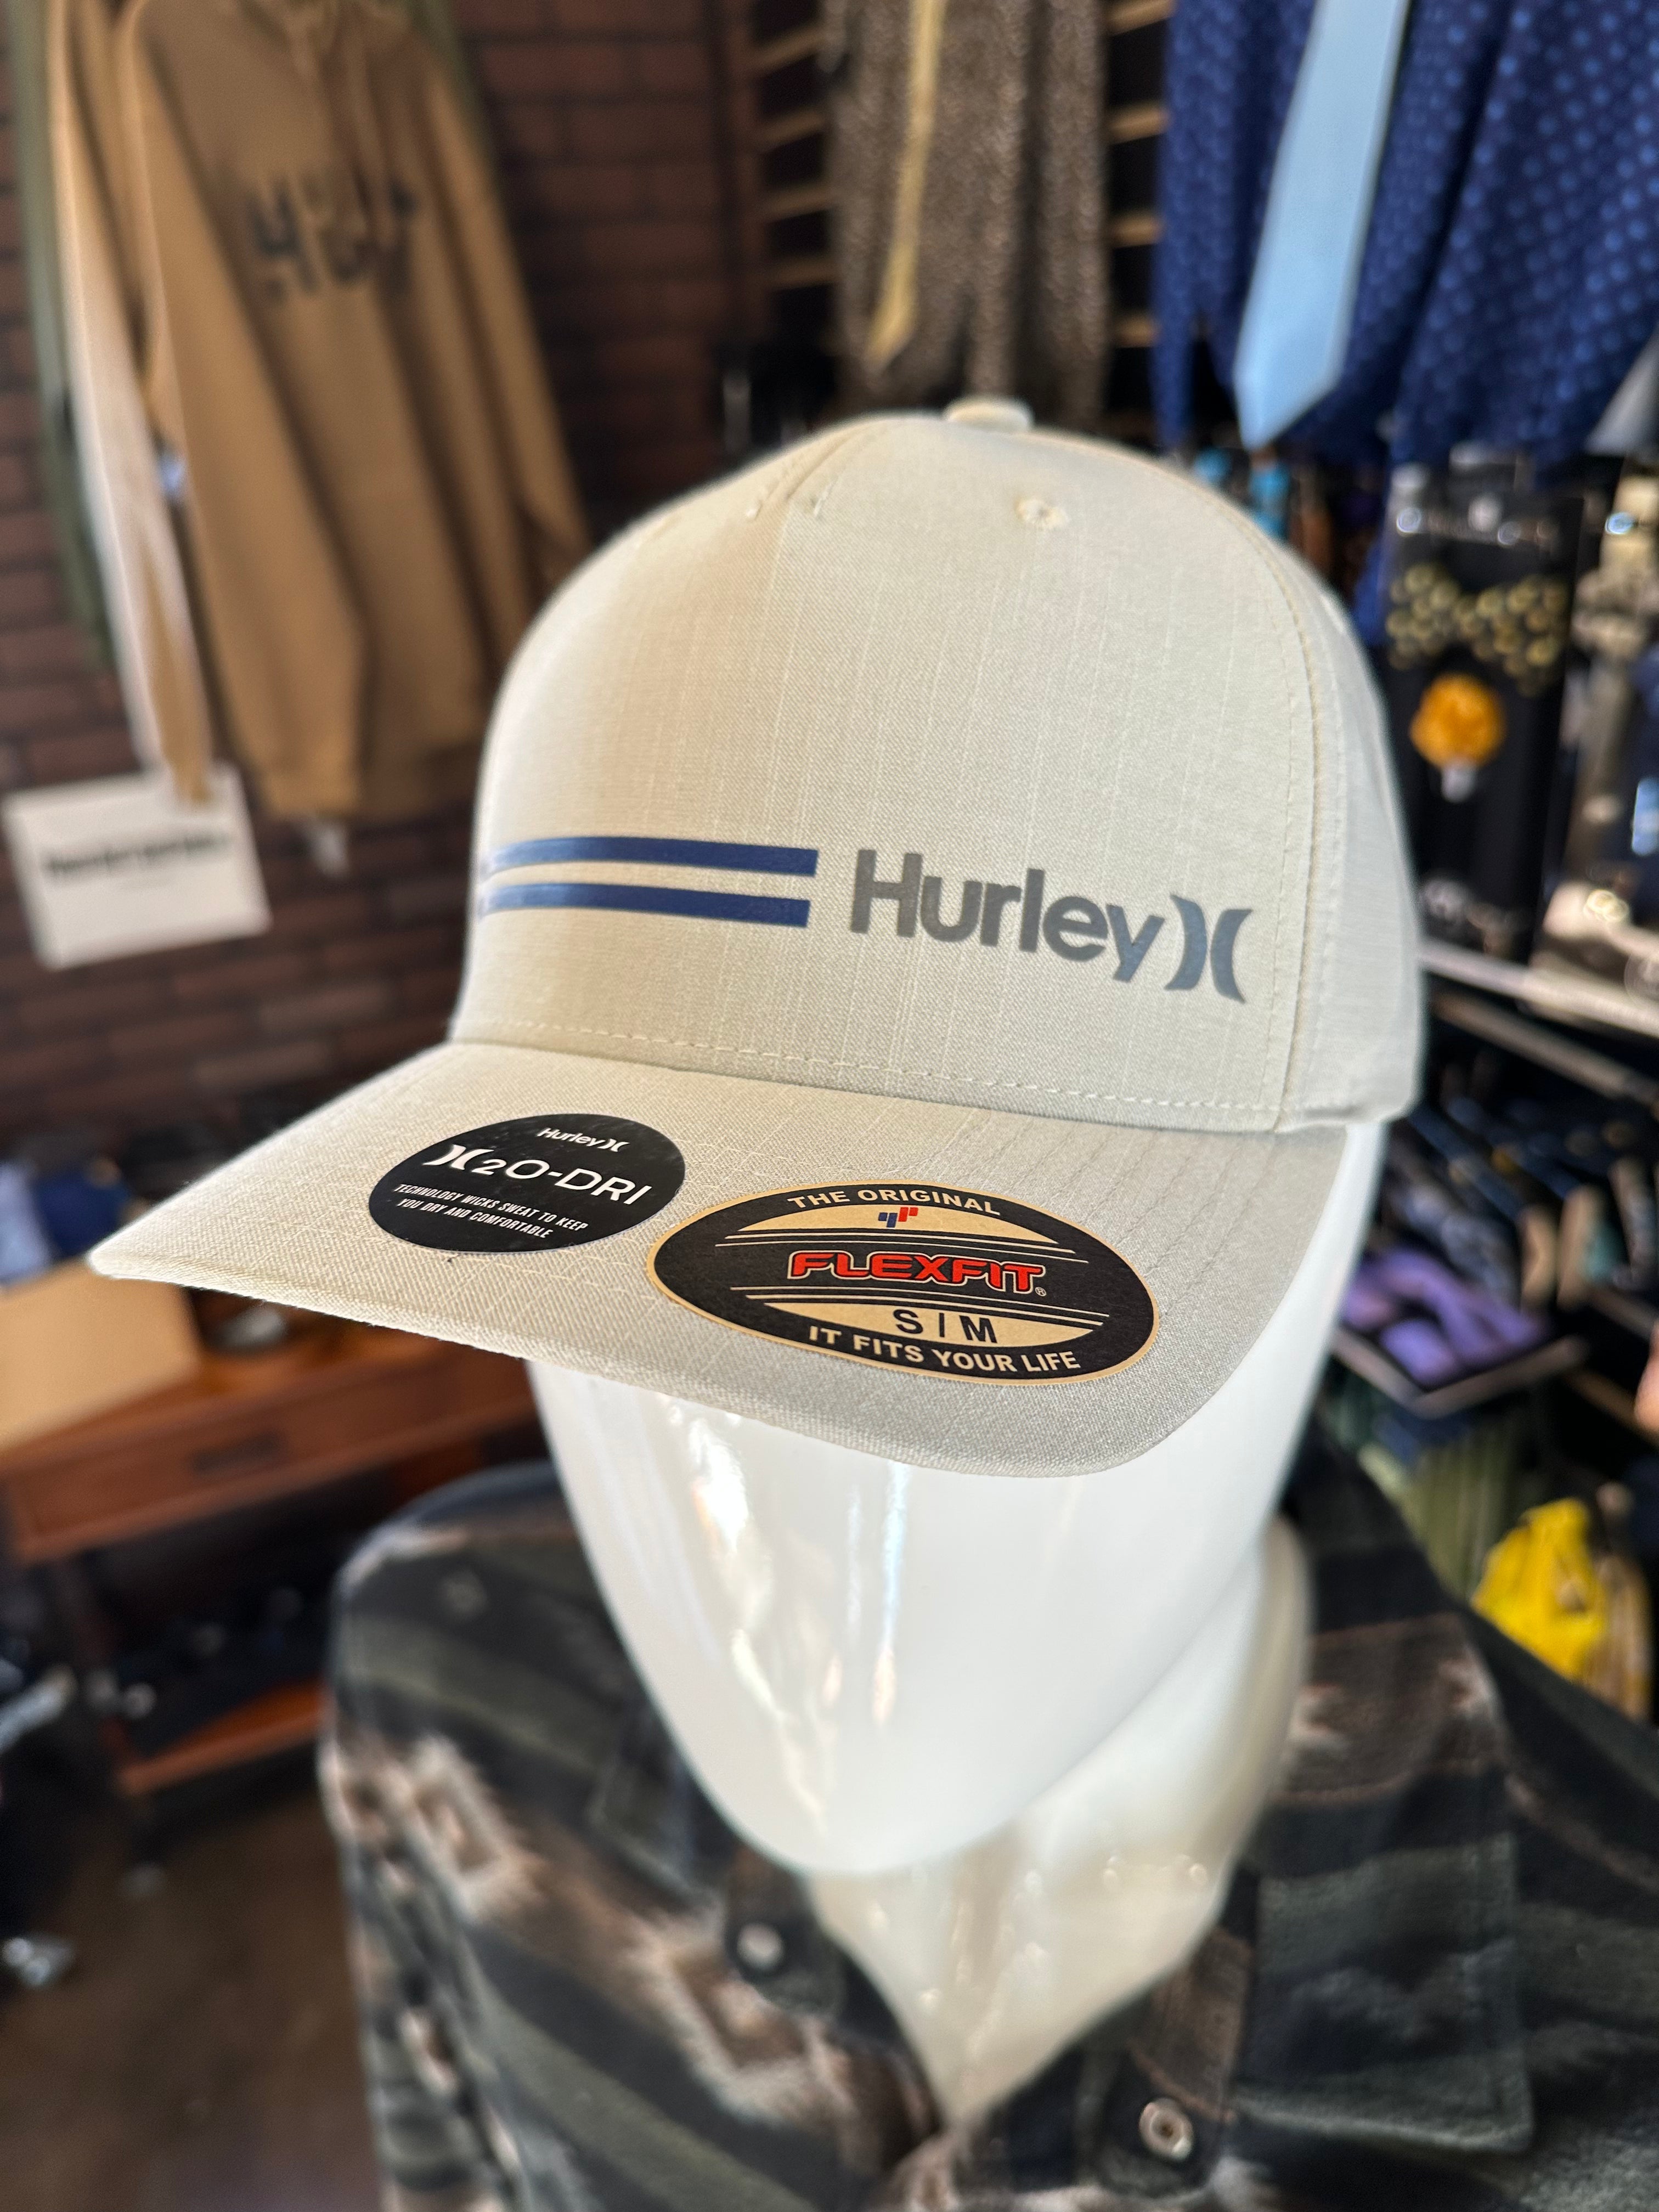 Hurley
Hurley
H2O-DRI
TECHNOLOGY WICKS SWEAT TO KEEP
YOU DRY AND COMFORTABLE
THE ORIGINAL
FLEXFIT®
S | M
IT FITS YOUR LIFE